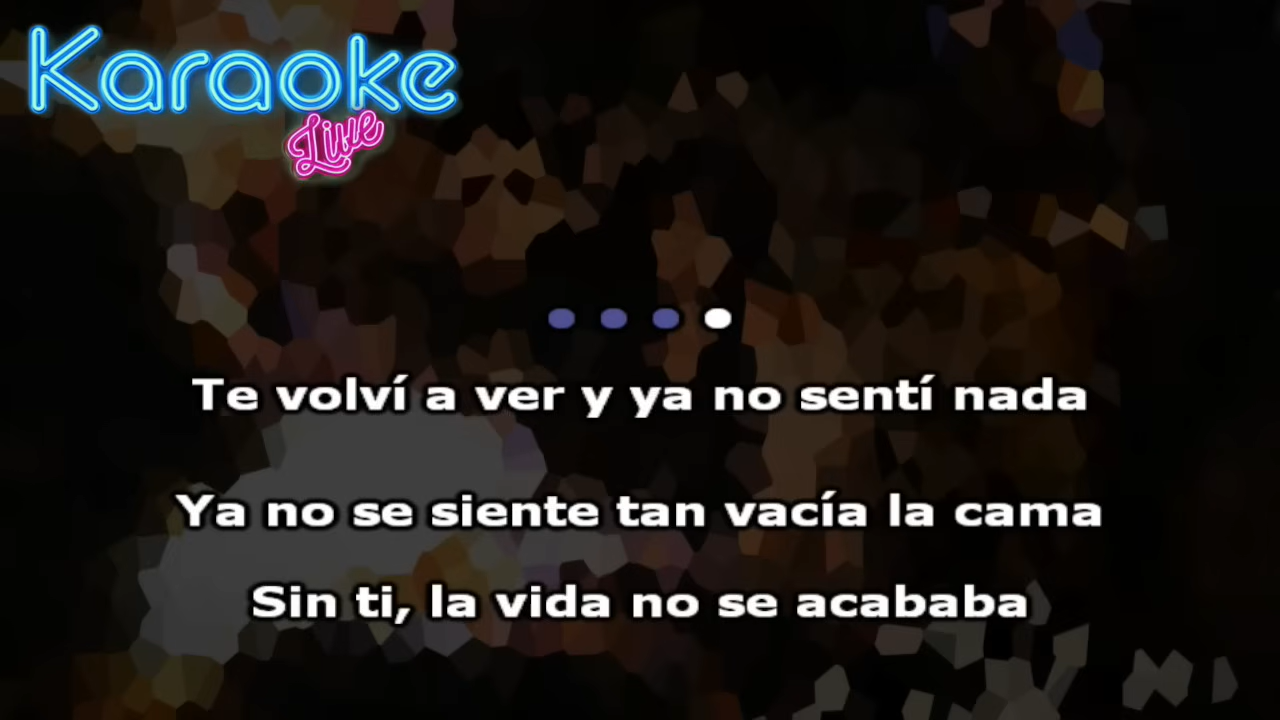 Karaoke
Live
Te volví a ver y ya no sentí nada
Ya no se siente tan vacía la cama
Sin ti, la vida no se acababa